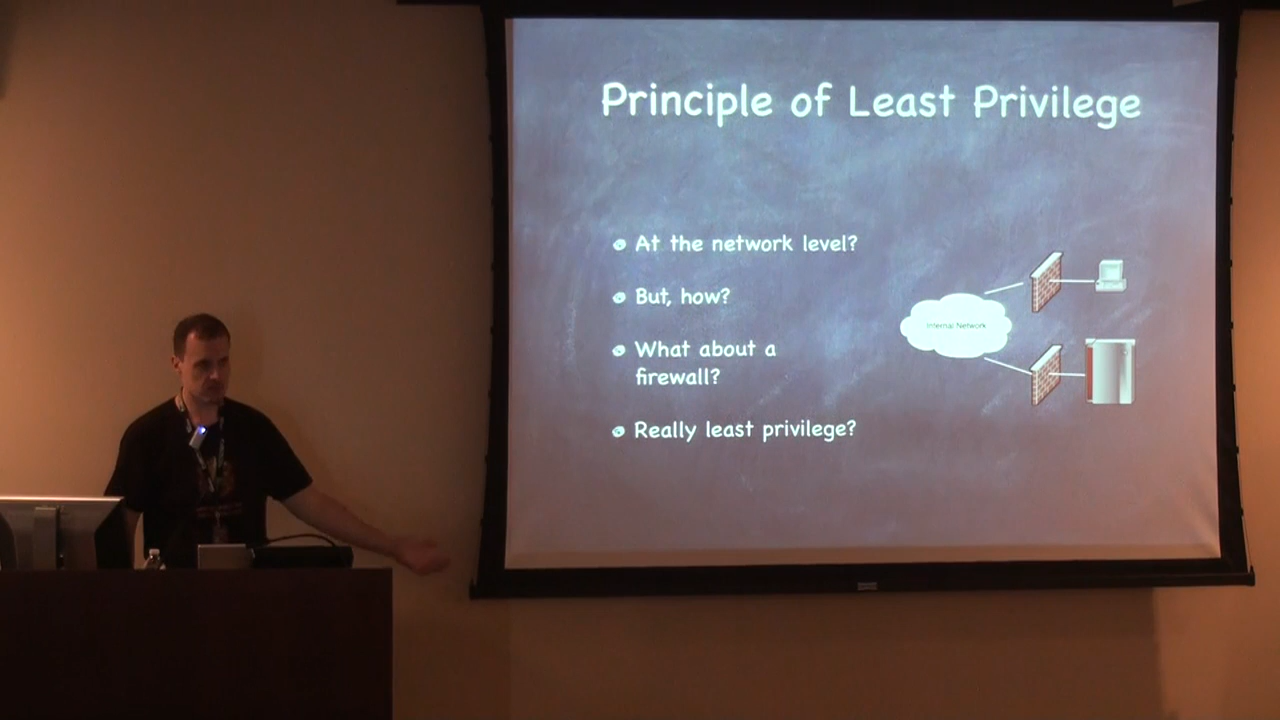 Principle of Least Privilege
At the network level?
But, how?
What about a
firewall?
Really least privilege?
Internal Network